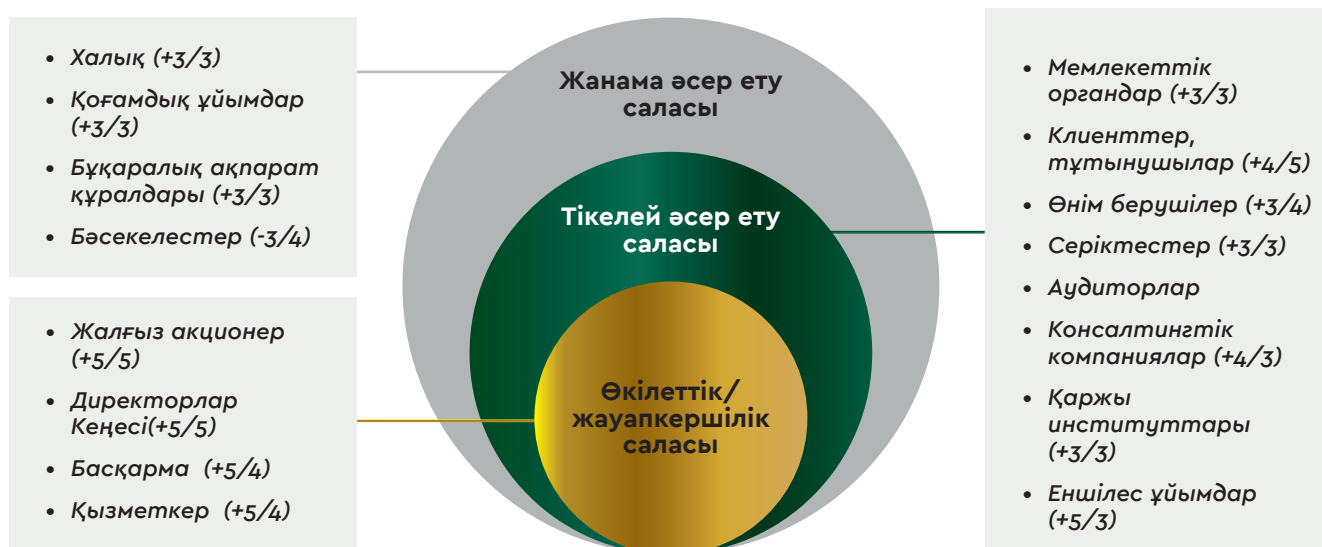 • Халық (+3/3)
• Қоғамдық ұйымдар
(+3/3)
• Бұқаралық ақпарат
құралдары (+3/3)
• Бәсекелестер (-3/4)
• Жалғыз акционер
(+5/5)
• Директорлар
Кеңесі(+5/5)
• Басқарма (+5/4)
• Қызметкер (+5/4)
Жанама әсер ету
саласы
Тікелей әсер ету
саласы
Өкілеттік/
жауапкершілік
саласы
• Мемлекеттік
органдар (+3/3)
• Клиенттер,
тұтынушылар (+4/5)
• Өнім берушілер (+3/4)
• Серіктестер (+3/3)
• Аудиторлар
• Консалтингтік
компаниялар (+4/3)
• Қаржы
институттары
(+3/3)
• Еншілес ұйымдар
(+5/3)